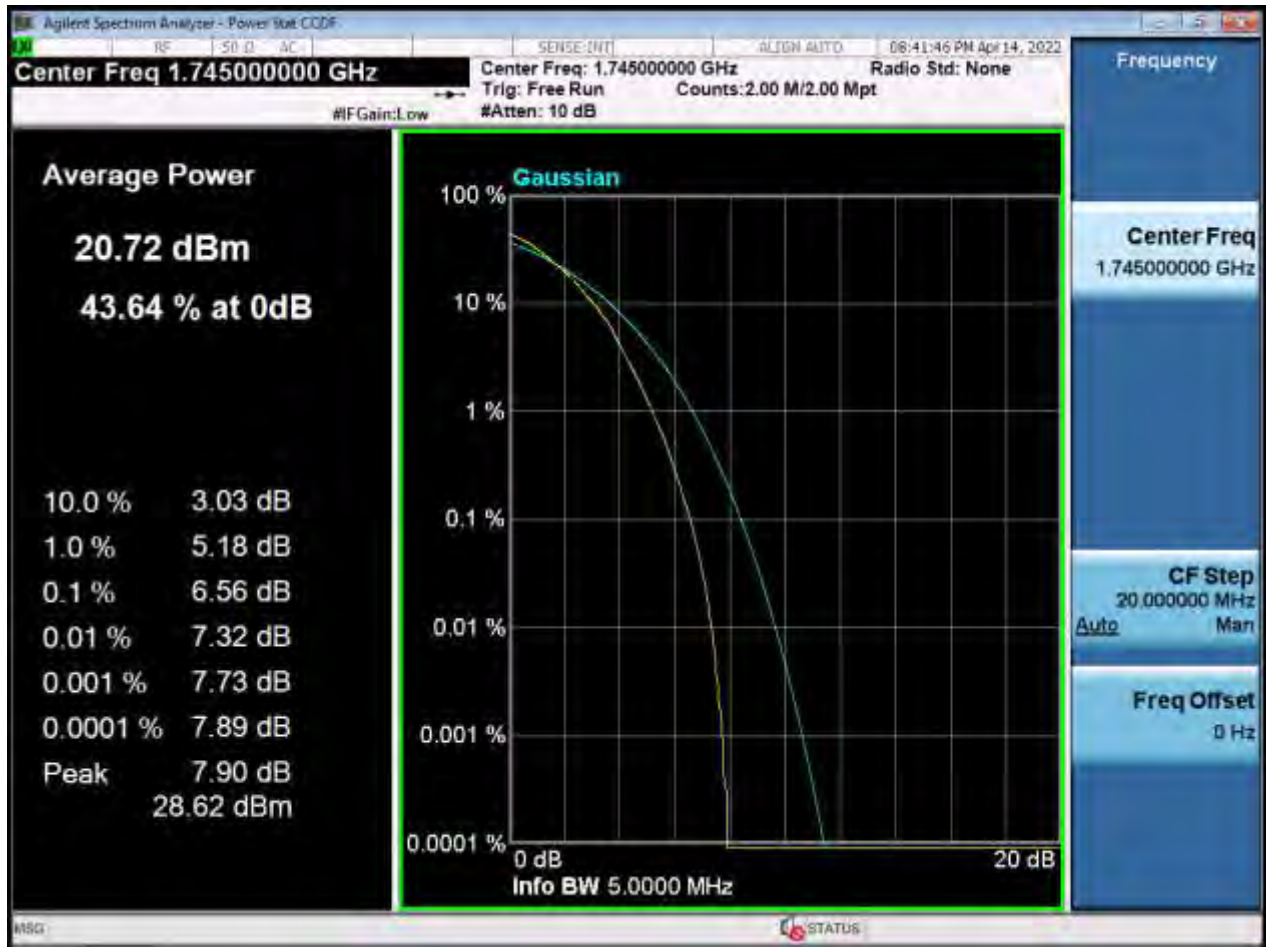 Agilent Spectrum Analyzer - Power Stat CCDF
RF 50 Ω AC SENSE:INT ALIGN AUTO 08:41:46 PM Apr 14, 2022
Center Freq 1.745000000 GHz
Center Freq: 1.745000000 GHz Radio Std: None
Trig: Free Run Counts:2.00 M/2.00 Mpt
#IFGain:Low #Atten: 10 dB
Average Power
20.72 dBm
43.64 % at 0dB
10.0 % 3.03 dB
1.0 % 5.18 dB
0.1 % 6.56 dB
0.01 % 7.32 dB
0.001 % 7.73 dB
0.0001 % 7.89 dB
Peak 7.90 dB
28.62 dBm
Gaussian
100 %
10 %
1 %
0.1 %
0.01 %
0.001 %
0.0001 %
0 dB 20 dB
Info BW 5.0000 MHz
Frequency
Center Freq
1.745000000 GHz
CF Step
20.000000 MHz
Auto Man
Freq Offset
0 Hz
MSG STATUS